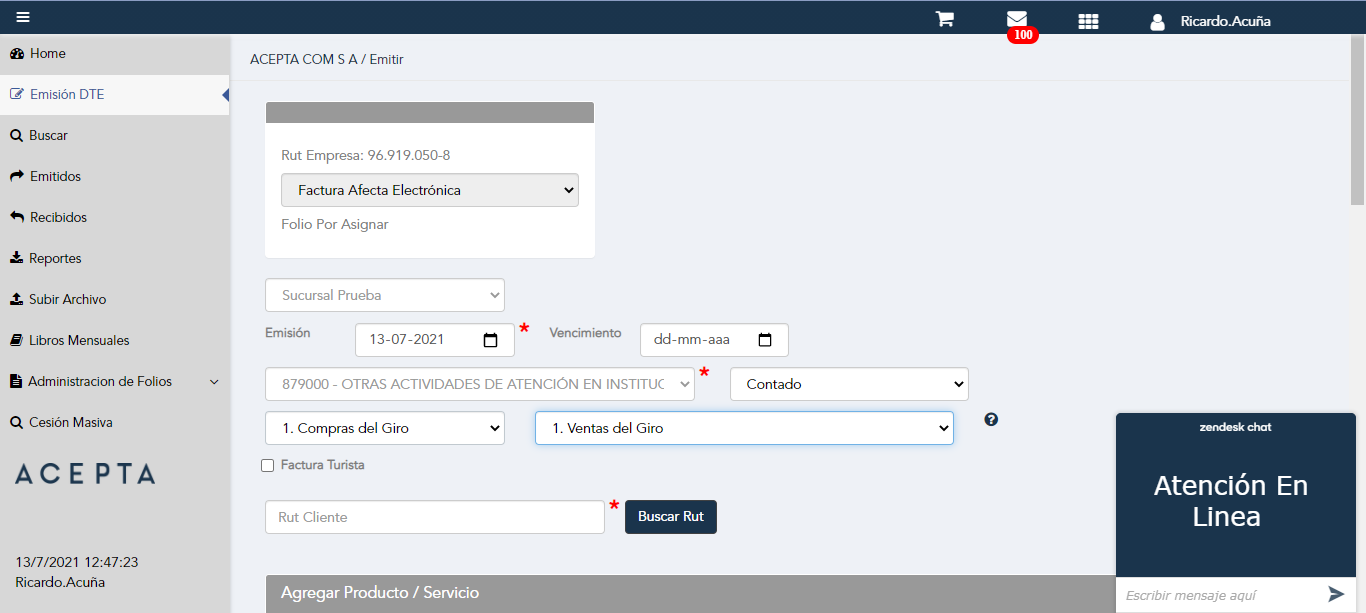 Ricardo.Acuña
100
Home
Emisión DTE
Buscar
Emitidos
Recibidos
Reportes
Subir Archivo
Libros Mensuales
Administracion de Folios
Cesión Masiva
ACEPTA
13/7/2021 12:47:23
Ricardo.Acuña
ACEPTA COM S A / Emitir
Rut Empresa: 96.919.050-8
Factura Afecta Electrónica
Folio Por Asignar
Sucursal Prueba
Emisión 13-07-2021 * Vencimiento dd-mm-aaa
879000 - OTRAS ACTIVIDADES DE ATENCIÓN EN INSTITUC * Contado
1. Compras del Giro 1. Ventas del Giro ?
Factura Turista
Rut Cliente * Buscar Rut
Agregar Producto / Servicio
zendesk chat
Atención En
Linea
Escribir mensaje aquí